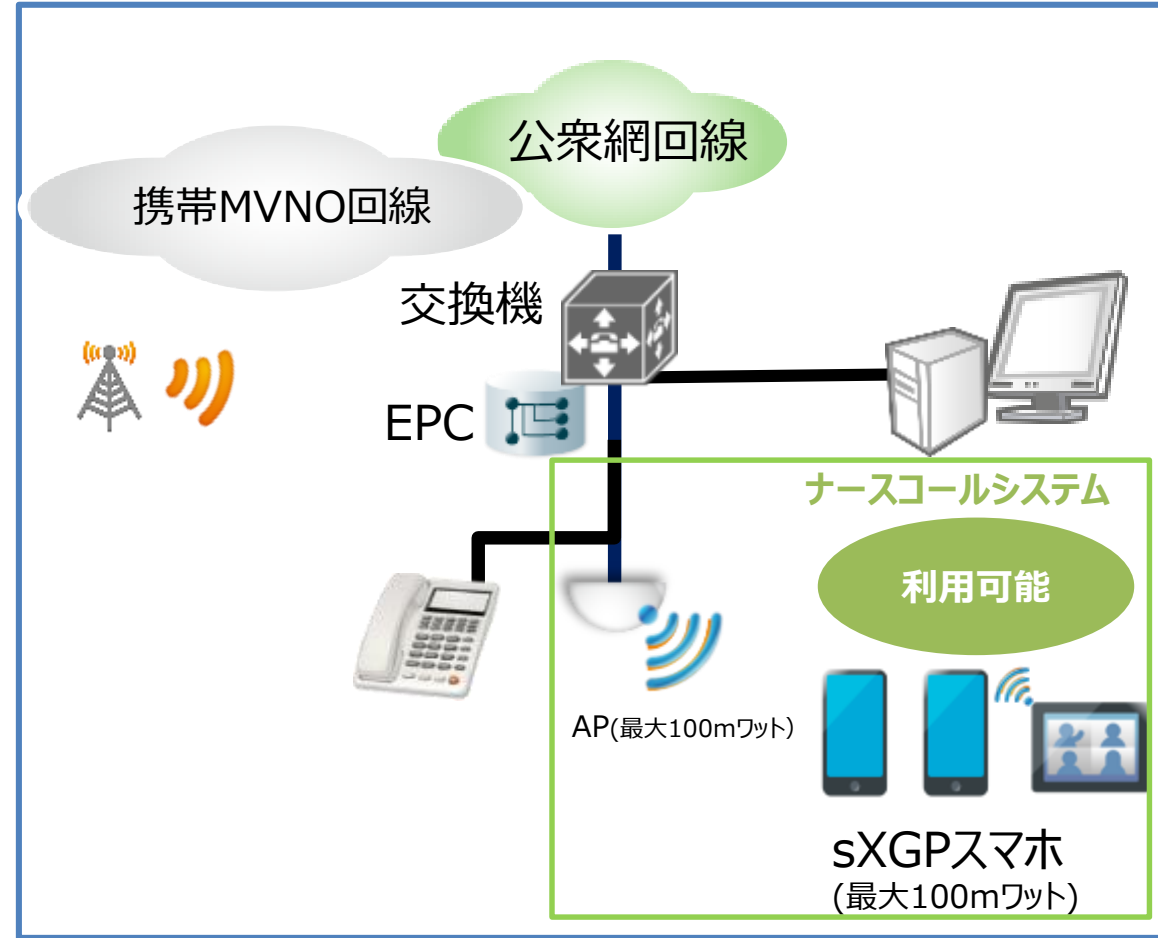 公衆網回線
携帯MVNO回線
交換機
EPC
ナースコールシステム
利用可能
AP(最大100mワット)
sXGPスマホ
(最大100mワット)